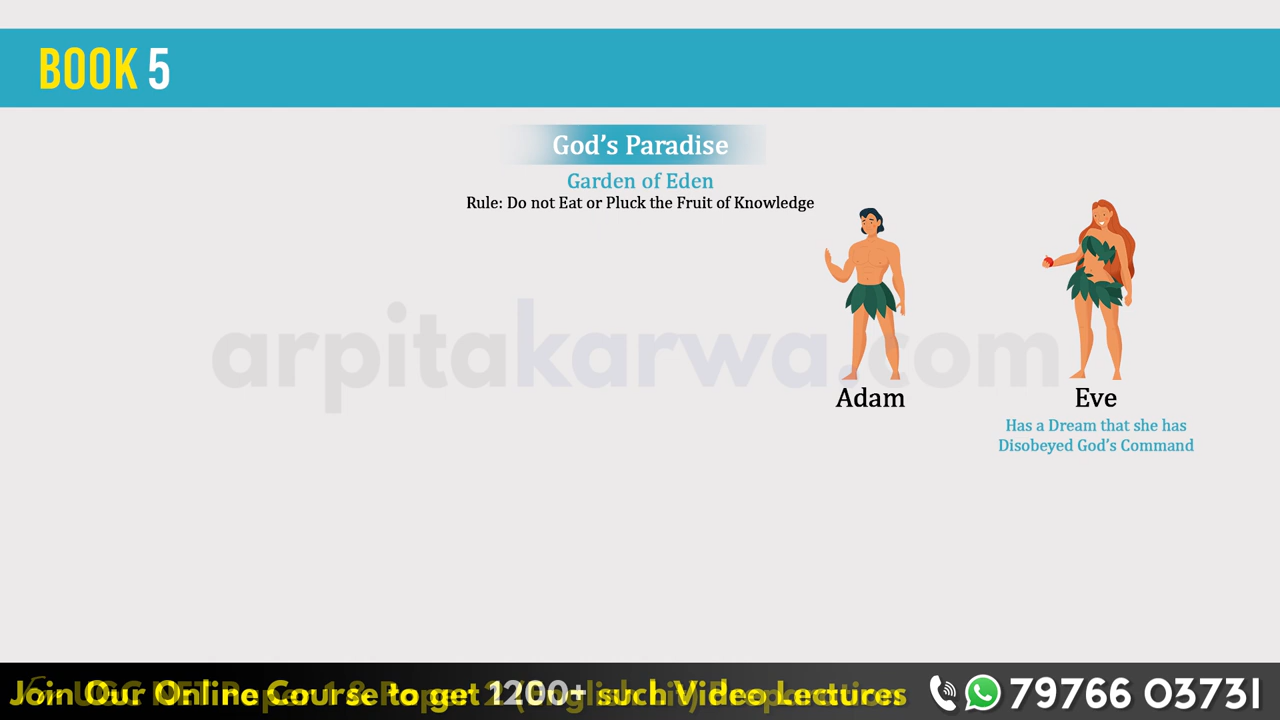 BOOK 5
God's Paradise
Garden of Eden
Rule: Do not Eat or Pluck the Fruit of Knowledge
arpitakarwa.com
Adam
Eve
Has a Dream that she has
Disobeyed God's Command
Join Our Online Course to get 1200+ such Video Lectures
79766 03731